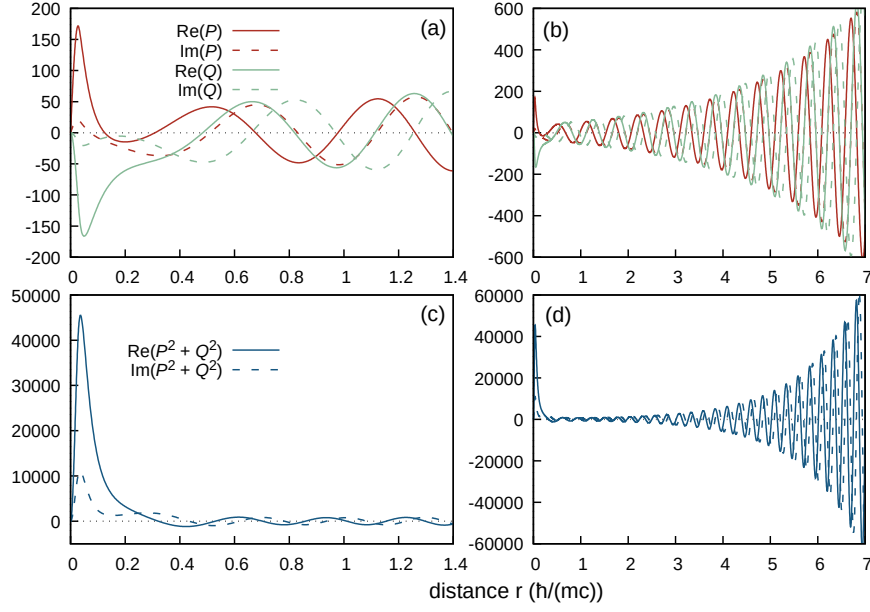 (a)
200
150
100
50
0
-50
-100
-150
-200
Re(P)
Im(P)
Re(Q)
Im(Q)
0 0.2 0.4 0.6 0.8 1 1.2 1.4
(b)
600
400
200
0
-200
-400
-600
0 1 2 3 4 5 6 7
(c)
50000
40000
30000
20000
10000
0
Re(P² + Q²)
Im(P² + Q²)
0 0.2 0.4 0.6 0.8 1 1.2 1.4
(d)
60000
40000
20000
0
-20000
-40000
-60000
0 1 2 3 4 5 6 7
distance r (ħ/(mc))